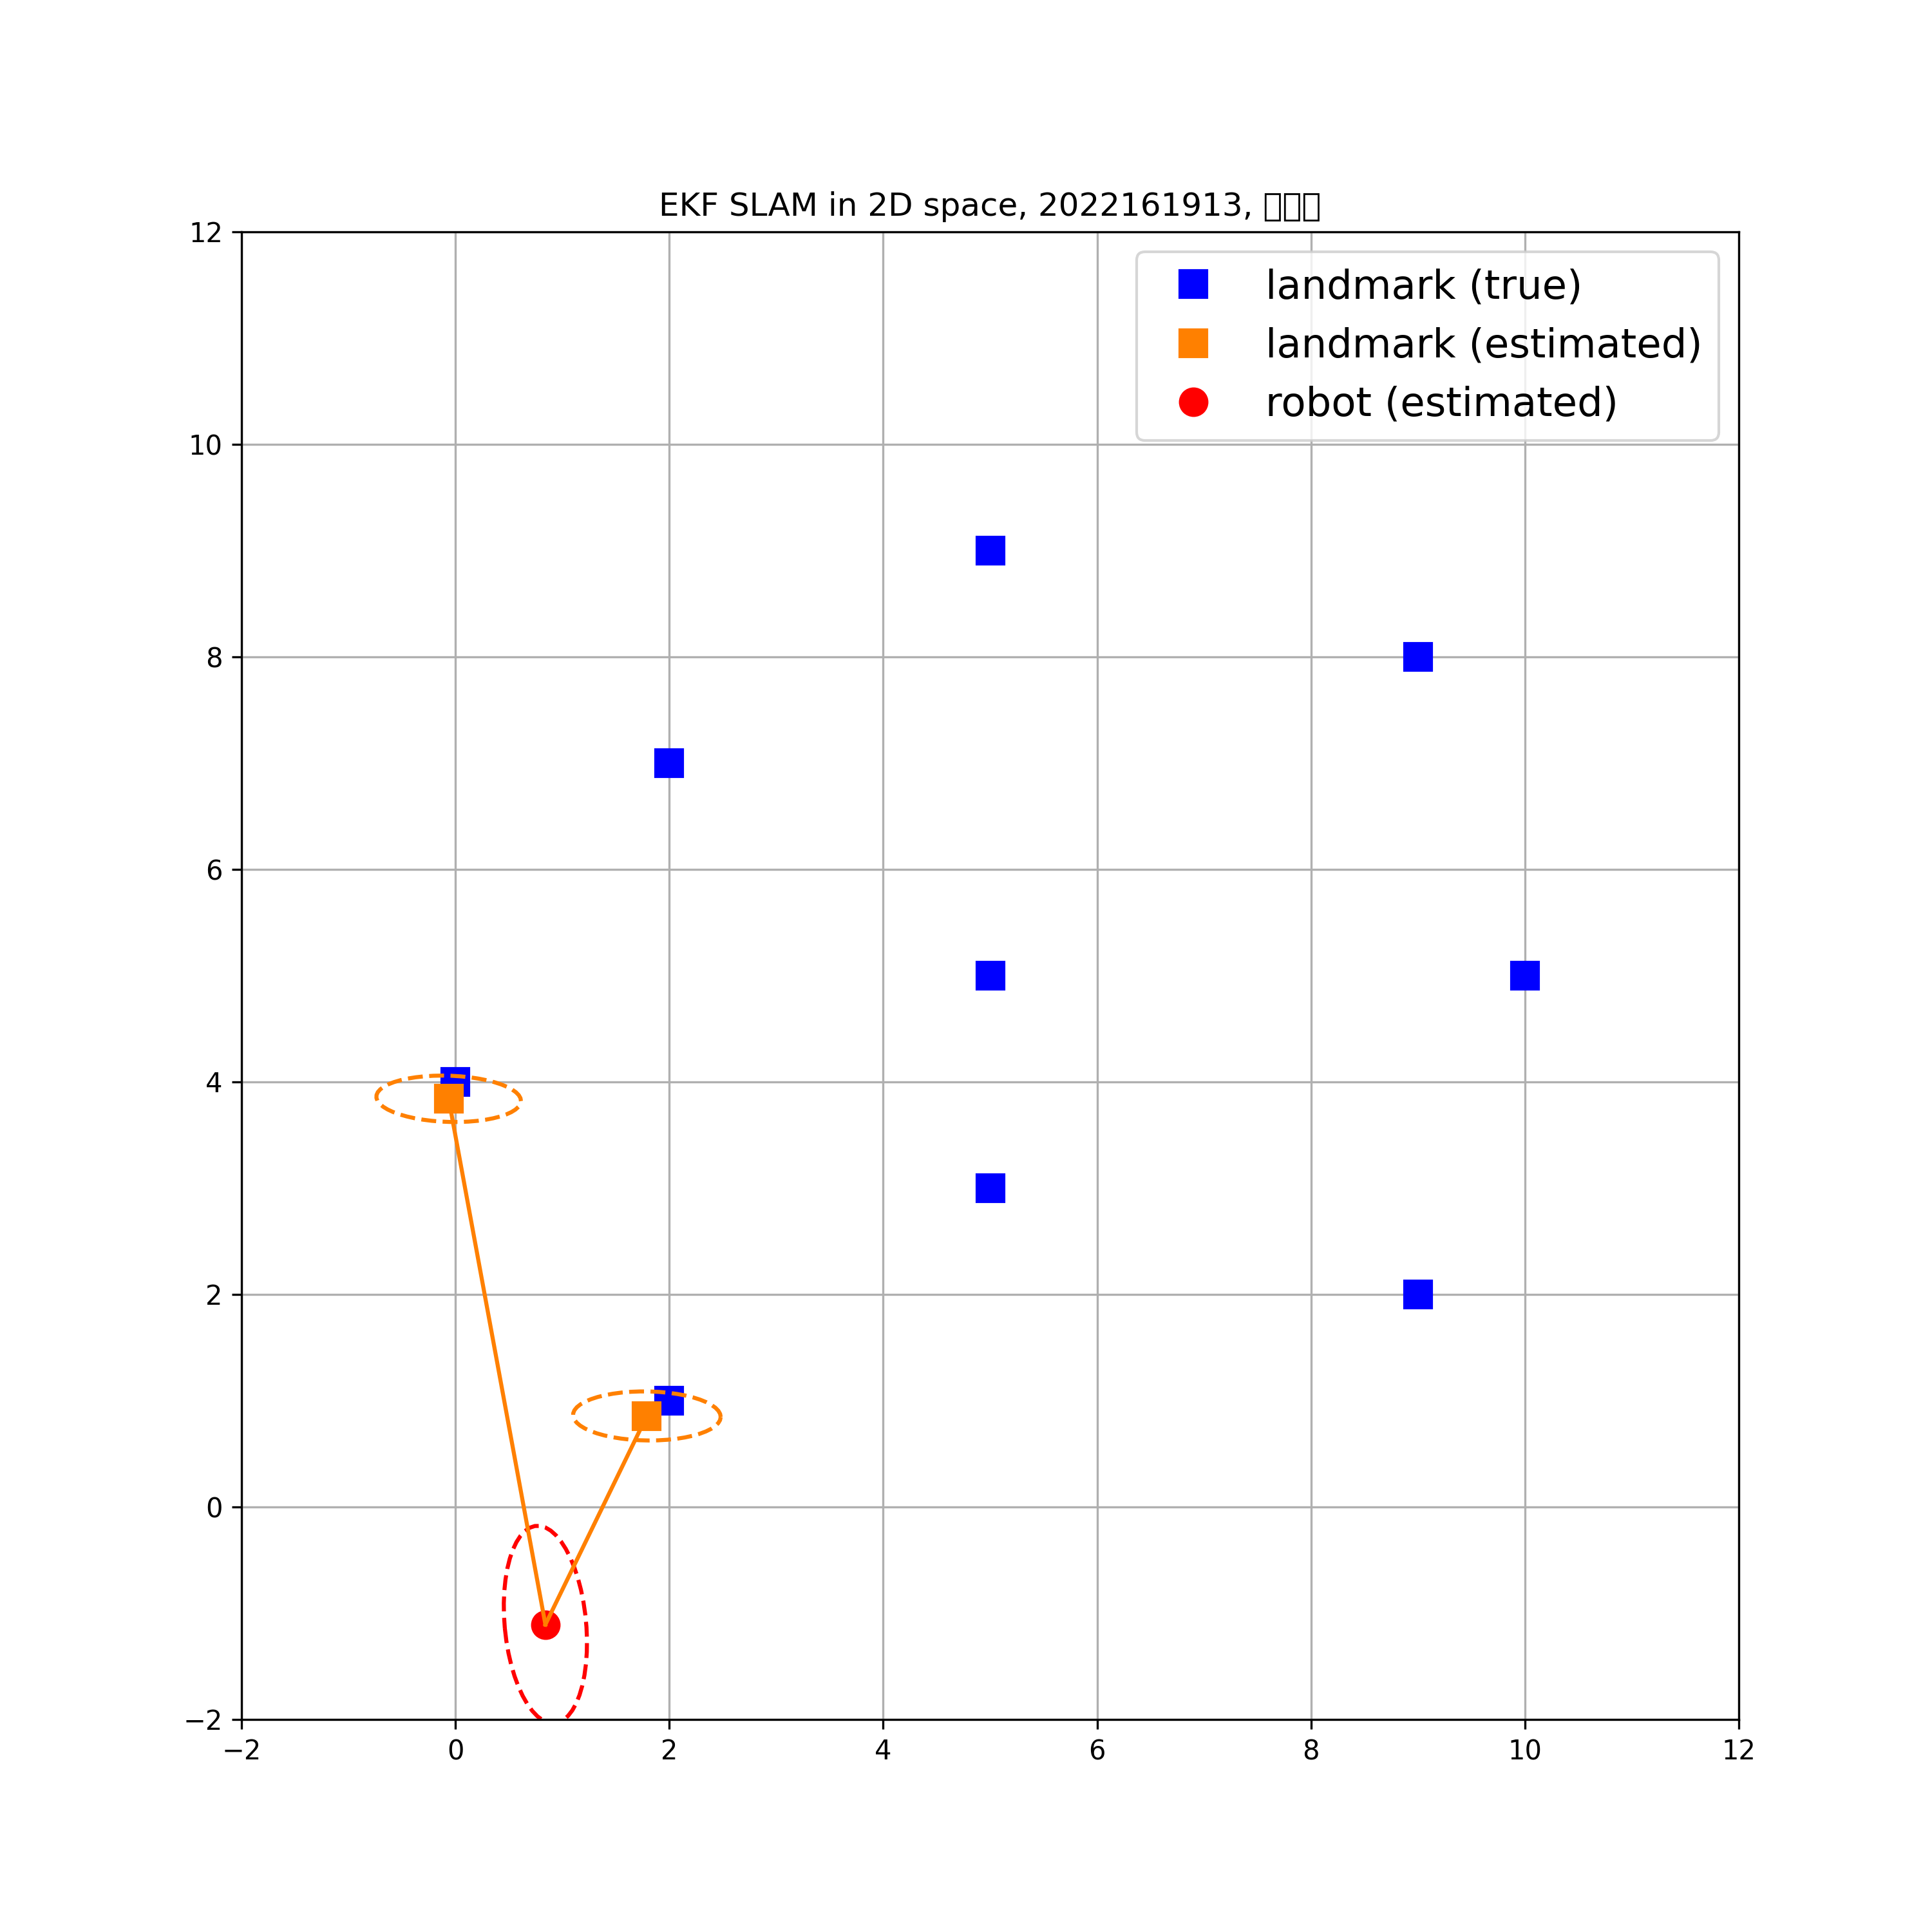 EKF SLAM in 2D space, 2022161913,
landmark (true)
landmark (estimated)
robot (estimated)
12
10
8
6
4
2
0
−2
−2 0 2 4 6 8 10 12